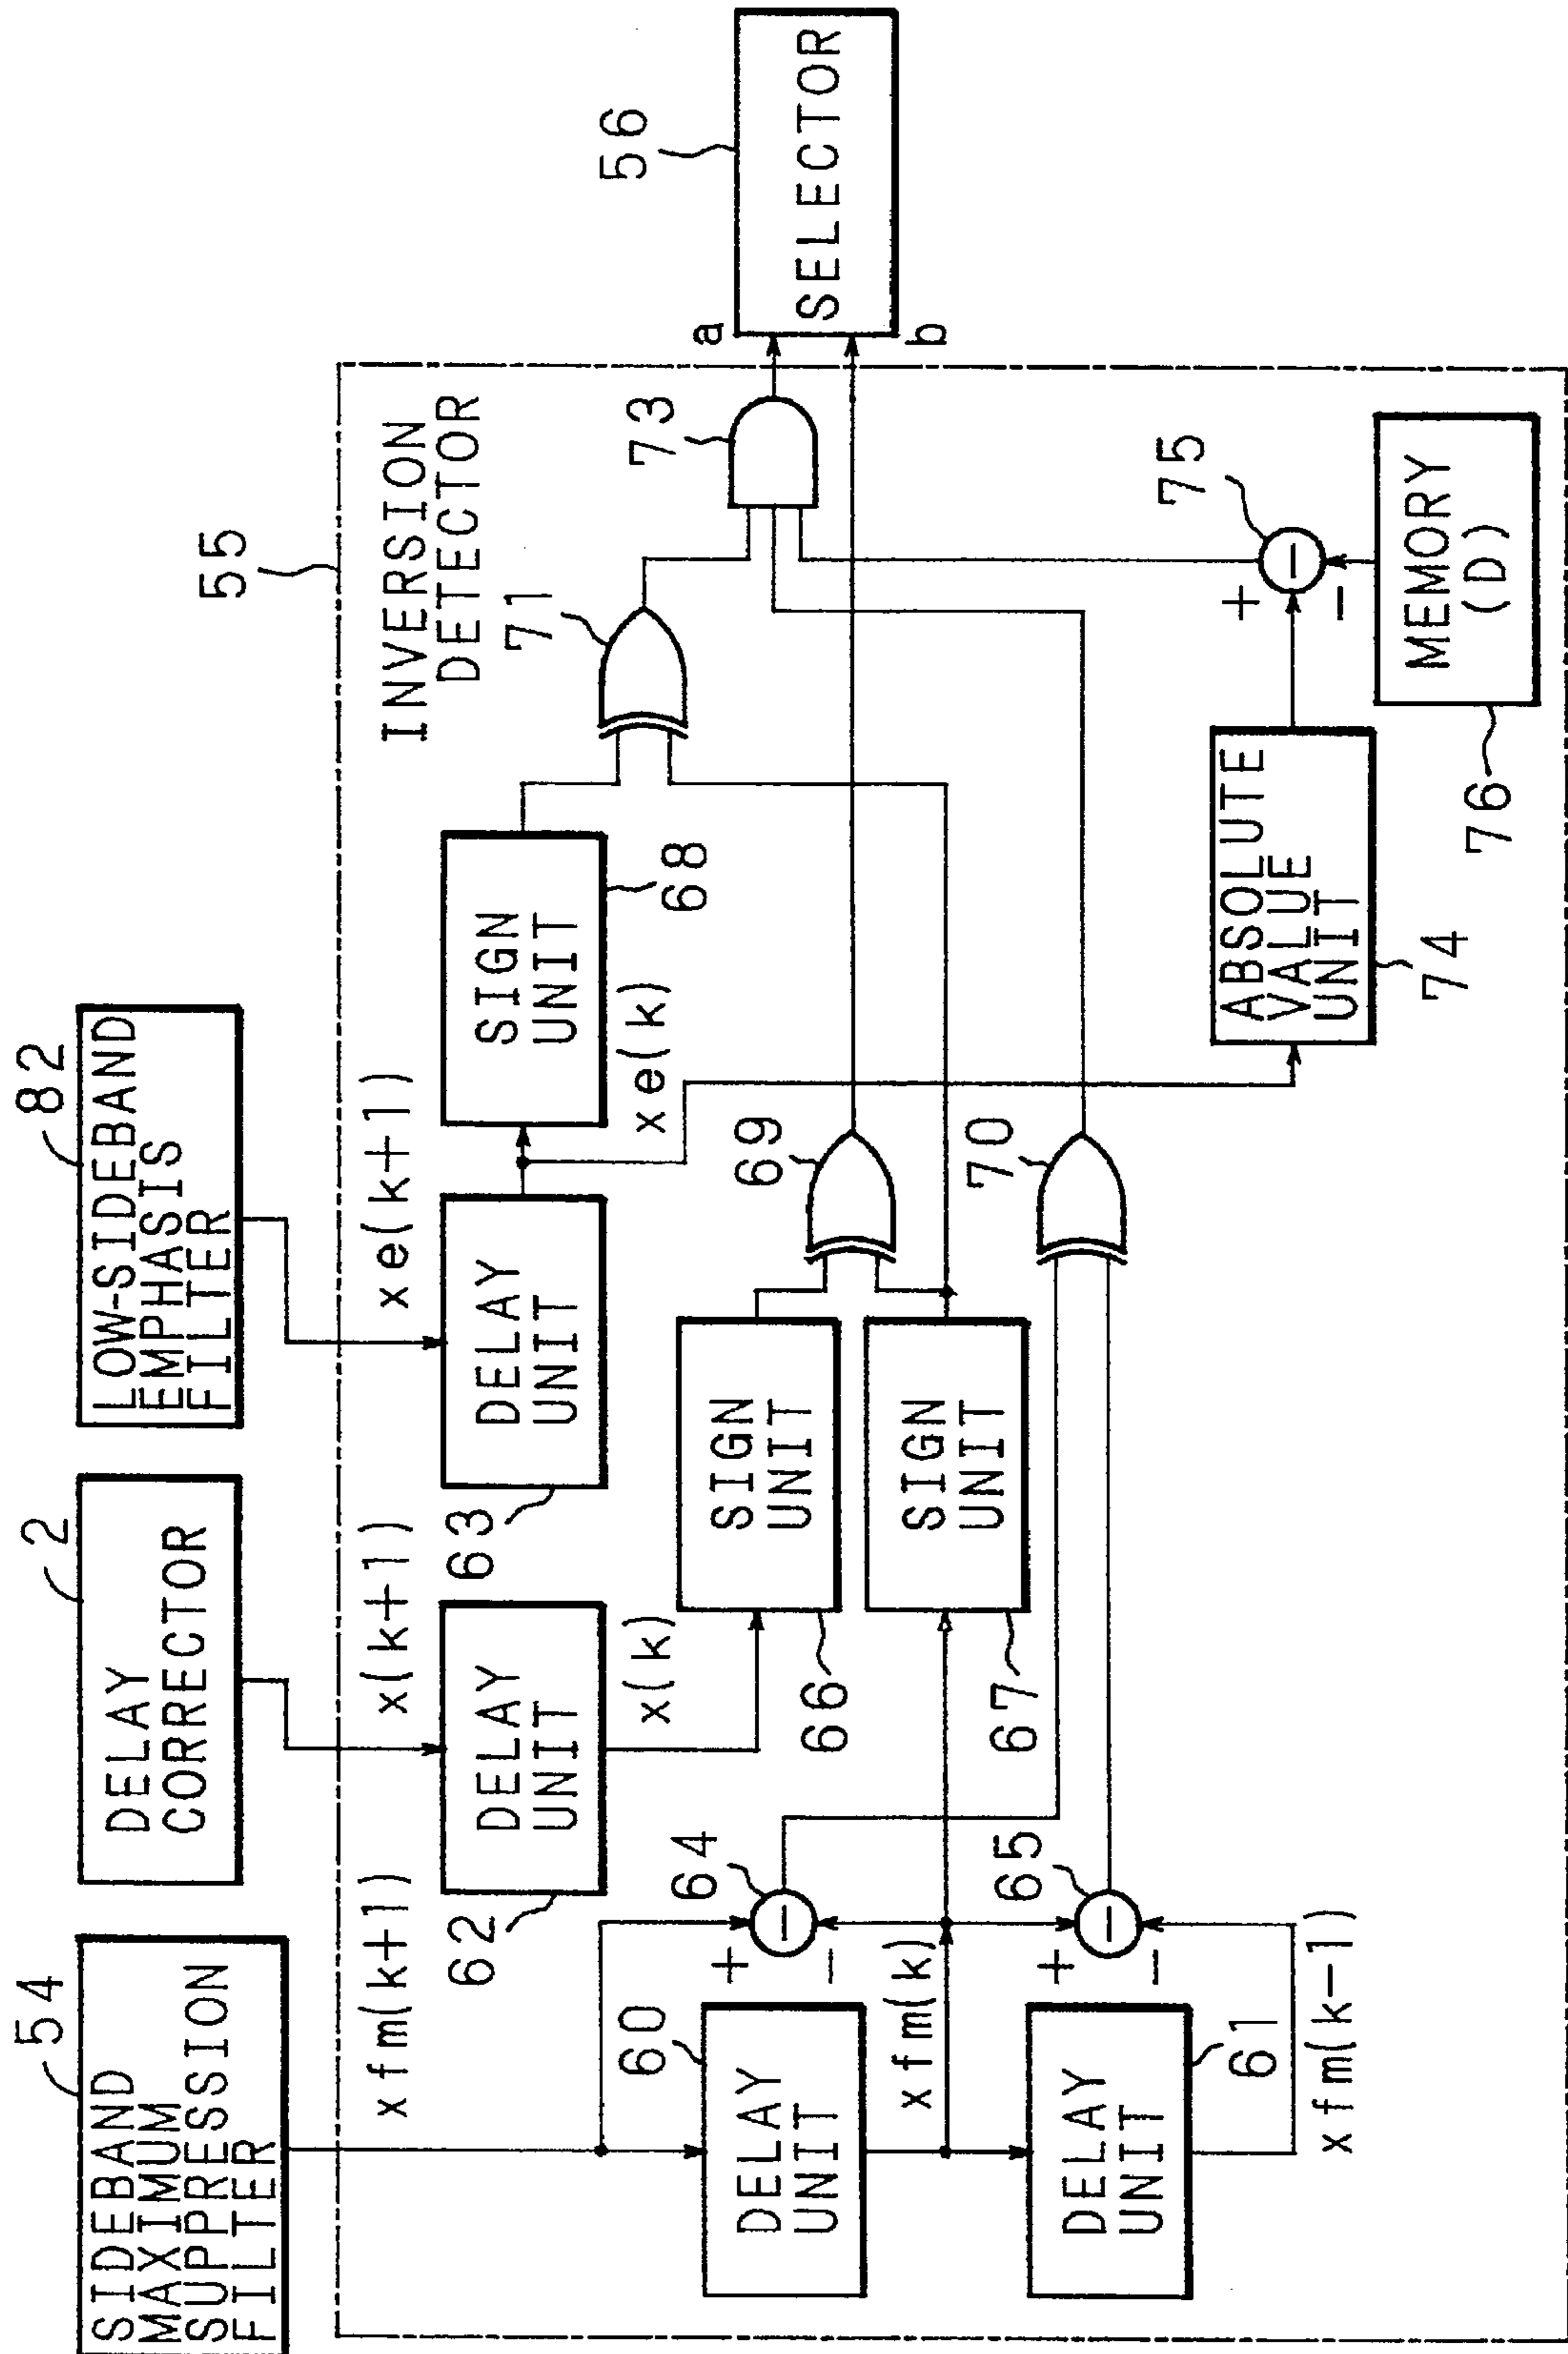 54
SIDEBAND
MAXIMUM
SUPPRESSION
FILTER
2
DELAY
CORRECTOR
82
LOW-SIDEBAND
EMPHASIS
FILTER
55
INVERSION
DETECTOR
xfm(k+1)
x(k+1)
xe(k+1)
DELAY
UNIT
62
x(k)
DELAY
UNIT
63
xe(k)
SIGN
UNIT
68
71
73
56
a
SELECTOR
b
60
DELAY
UNIT
xfm(k)
64
+
−
−
SIGN
UNIT
66
SIGN
UNIT
67
69
70
DELAY
UNIT
61
xfm(k-1)
65
+
−
−
ABSOLUTE
VALUE
UNIT
74
75
+
−
−
MEMORY
(D)
76